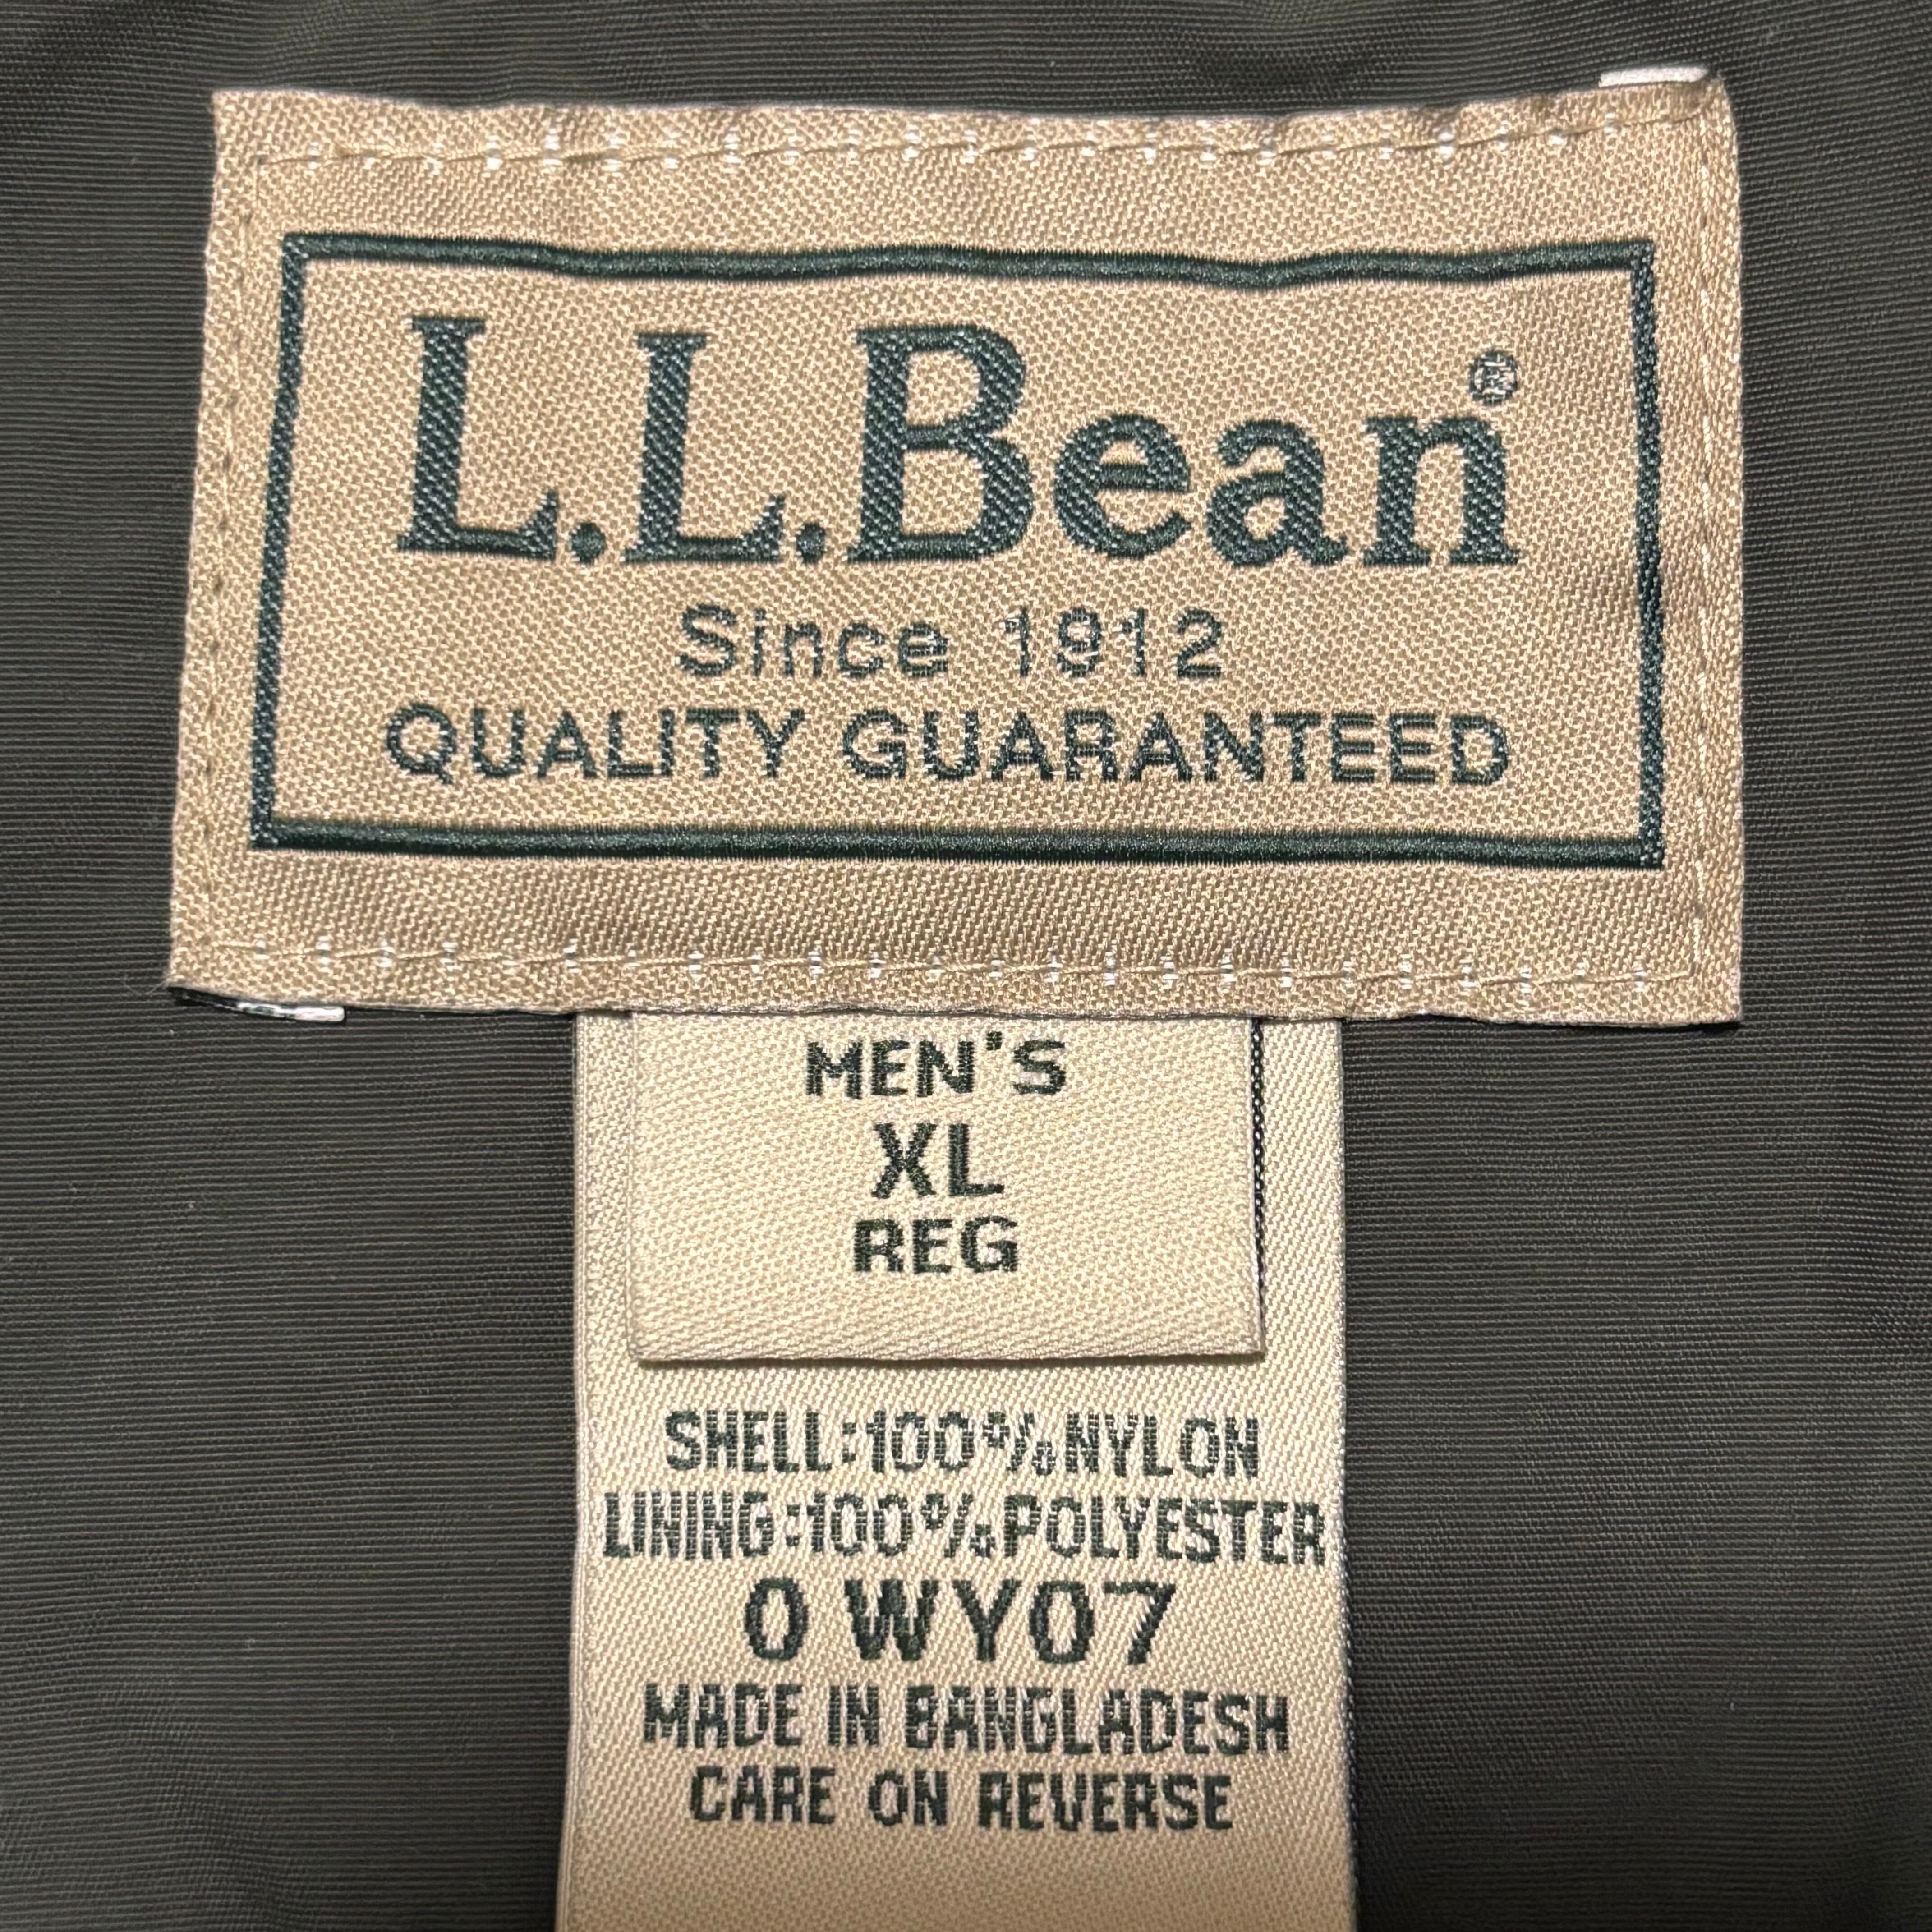 L.L.Bean®
Since 1912
QUALITY GUARANTEED
MEN'S
XL
REG
SHELL:100%NYLON
LINING:100%POLYESTER
0 WY07
MADE IN BANGLADESH
CARE ON REVERSE